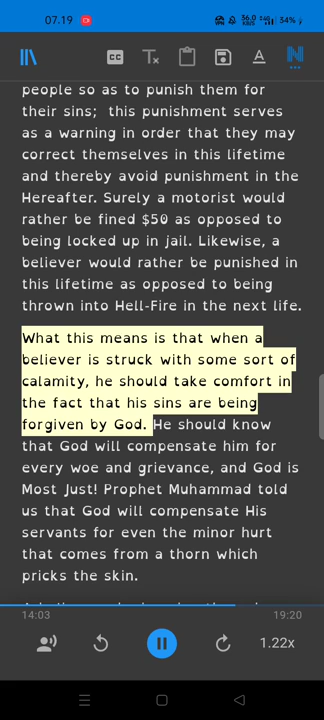 07.19
36.0 KB/S
34%
CC
people so as to punish them for
their sins; this punishment serves
as a warning in order that they may
correct themselves in this lifetime
and thereby avoid punishment in the
Hereafter. Surely a motorist would
rather be fined $50 as opposed to
being locked up in jail. Likewise, a
believer would rather be punished in
this lifetime as opposed to being
thrown into Hell-Fire in the next life.
What this means is that when a
believer is struck with some sort of
calamity, he should take comfort in
the fact that his sins are being
forgiven by God. He should know
that God will compensate him for
every woe and grievance, and God is
Most Just! Prophet Muhammad told
us that God will compensate His
servants for even the minor hurt
that comes from a thorn which
pricks the skin.
14:03
19:20
1.22x